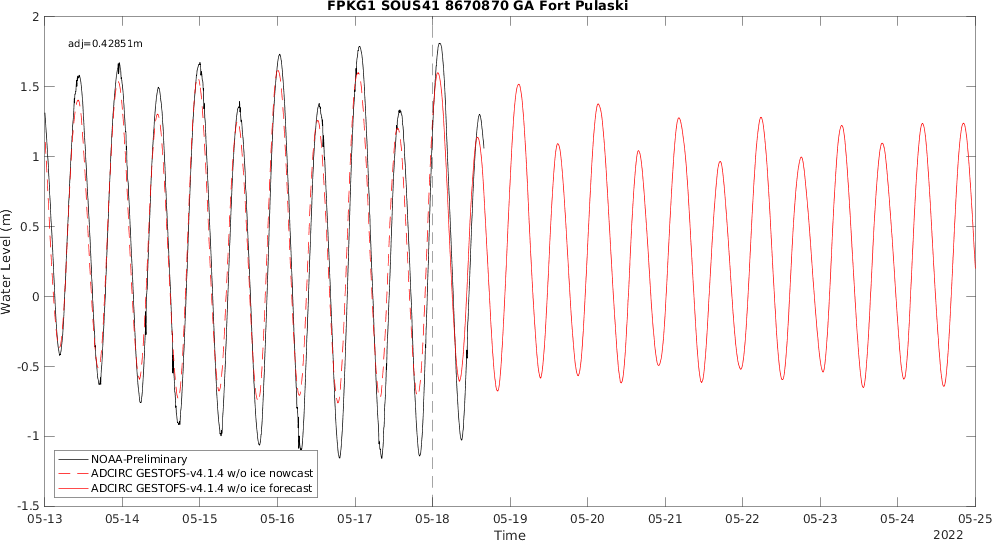 FPKG1 SOUS41 8670870 GA Fort Pulaski
adj=0.42851m
2
1.5
1
0.5
0
-0.5
-1
-1.5
Water Level (m)
NOAA-Preliminary
ADCIRC GESTOFS-v4.1.4 w/o ice nowcast
ADCIRC GESTOFS-v4.1.4 w/o ice forecast
05-13 05-14 05-15 05-16 05-17 05-18 05-19 05-20 05-21 05-22 05-23 05-24 05-25
Time
2022